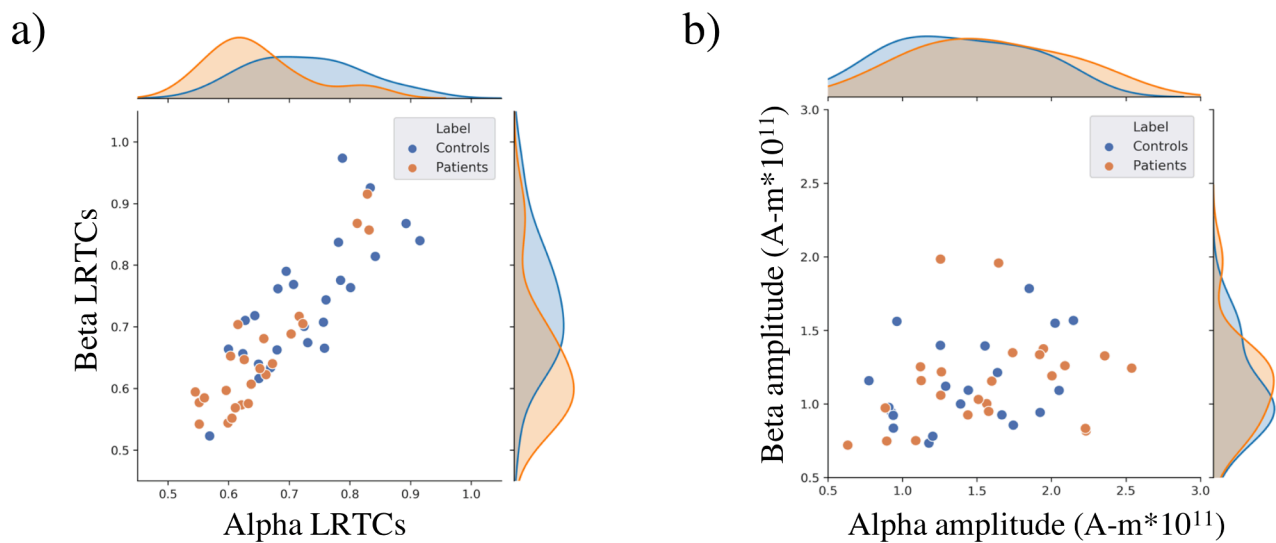 a)
Label
Controls
Patients
1.0
0.9
0.8
0.7
0.6
0.5
Beta LRTCs
0.5 0.6 0.7 0.8 0.9 1.0
Alpha LRTCs
b)
Label
Controls
Patients
3.0
2.5
2.0
1.5
1.0
0.5
Beta amplitude (A-m*10¹¹)
0.5 1.0 1.5 2.0 2.5 3.0
Alpha amplitude (A-m*10¹¹)